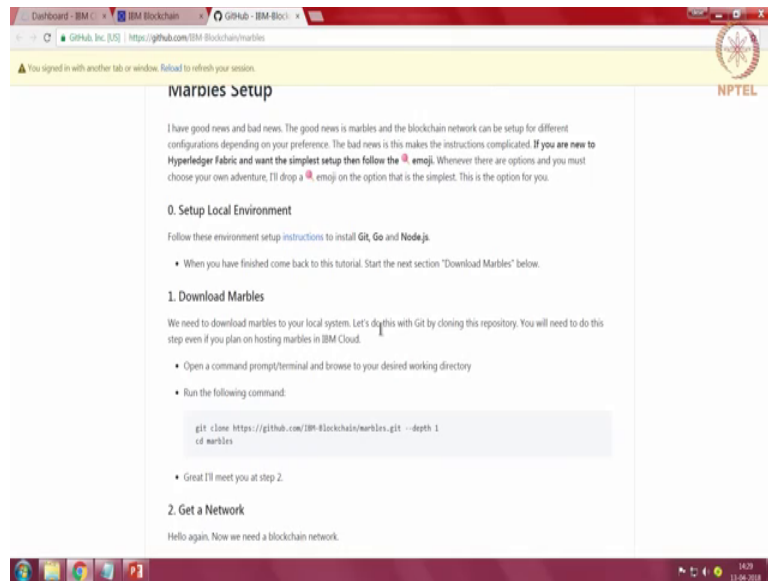 Dashboard - IBM C
IBM Blockchain
GitHub - IBM-Block
GitHub, Inc. [US] | https://github.com/IBM-Blockchain/marbles
You signed in with another tab or window. Reload to refresh your session.
NPTEL
Marbles Setup
I have good news and bad news. The good news is marbles and the blockchain network can be setup for different
configurations depending on your preference. The bad news is this makes the instructions complicated. If you are new to
Hyperledger Fabric and want the simplest setup then follow the emoji. Whenever there are options and you must
choose your own adventure, I'll drop a emoji on the option that is the simplest. This is the option for you.
0. Setup Local Environment
Follow these environment setup instructions to install Git, Go and Node.js.
• When you have finished come back to this tutorial. Start the next section "Download Marbles" below.
1. Download Marbles
We need to download marbles to your local system. Let's do this with Git by cloning this repository. You will need to do this
step even if you plan on hosting marbles in IBM Cloud.
• Open a command prompt/terminal and browse to your desired working directory
• Run the following command:
git clone https://github.com/IBM-Blockchain/marbles.git --depth 1
cd marbles
• Great I'll meet you at step 2.
2. Get a Network
Hello again. Now we need a blockchain network.
14:29
13-04-2018